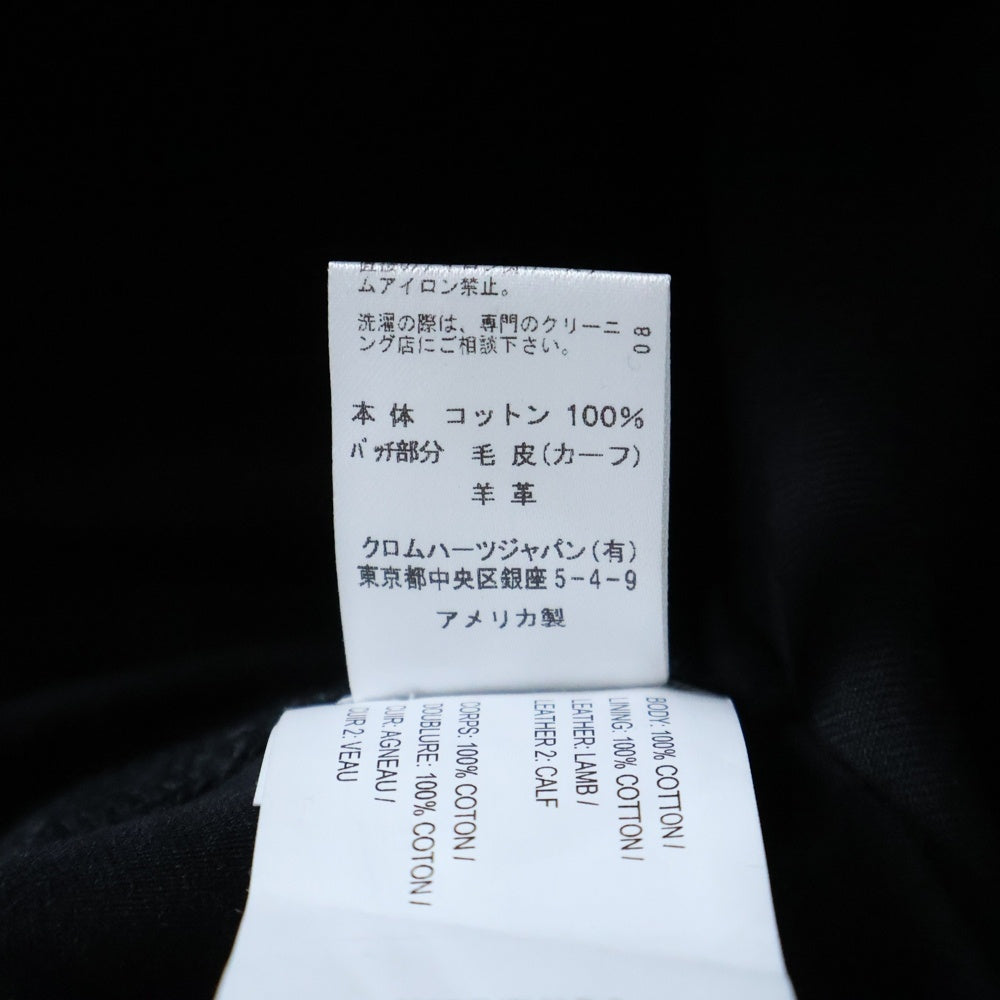 ムアイロン禁止。
洗濯の際は、専門のクリーニ
ング店にご相談下さい。
08
本体 コットン 100%
パッチ部分 毛皮(カーフ)
羊革
クロムハーツジャパン(有)
東京都中央区銀座5-4-9
アメリカ製
BODY: 100% COTTON /
LINING: 100% COTTON /
LEATHER: LAMB /
LEATHER 2: CALF
CORPS: 100% COTON /
DOUBLURE: 100% COTON /
CUIR: AGNEAU /
CUIR 2: VEAU